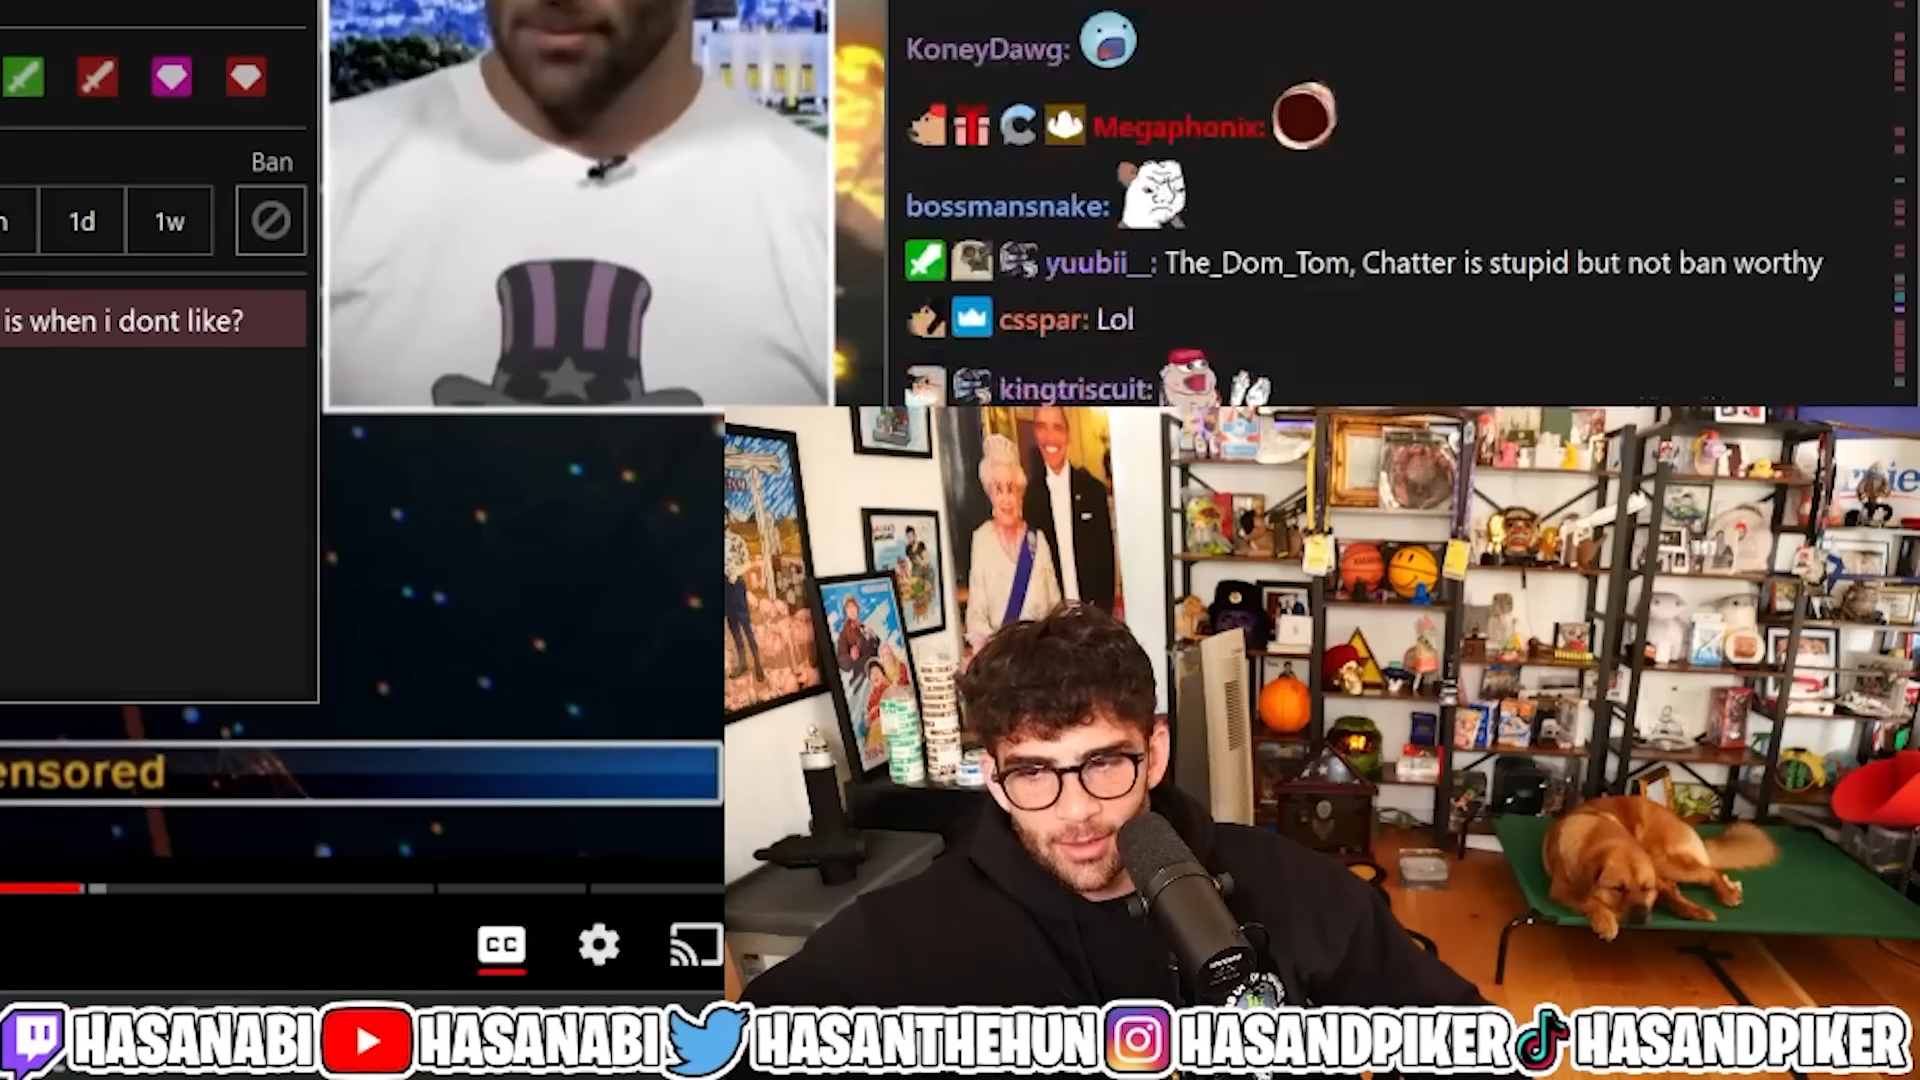 Ban
1d
1w
is when i dont like?
KoneyDawg:
Megaphonix:
bossmansnake:
yuubii__: The_Dom_Tom, Chatter is stupid but not ban worthy
csspar: Lol
kingtriscuit:
ensored
CC
HASANABI HASANABI HASANTHEHUN HASANDPIKER HASANDPIKER